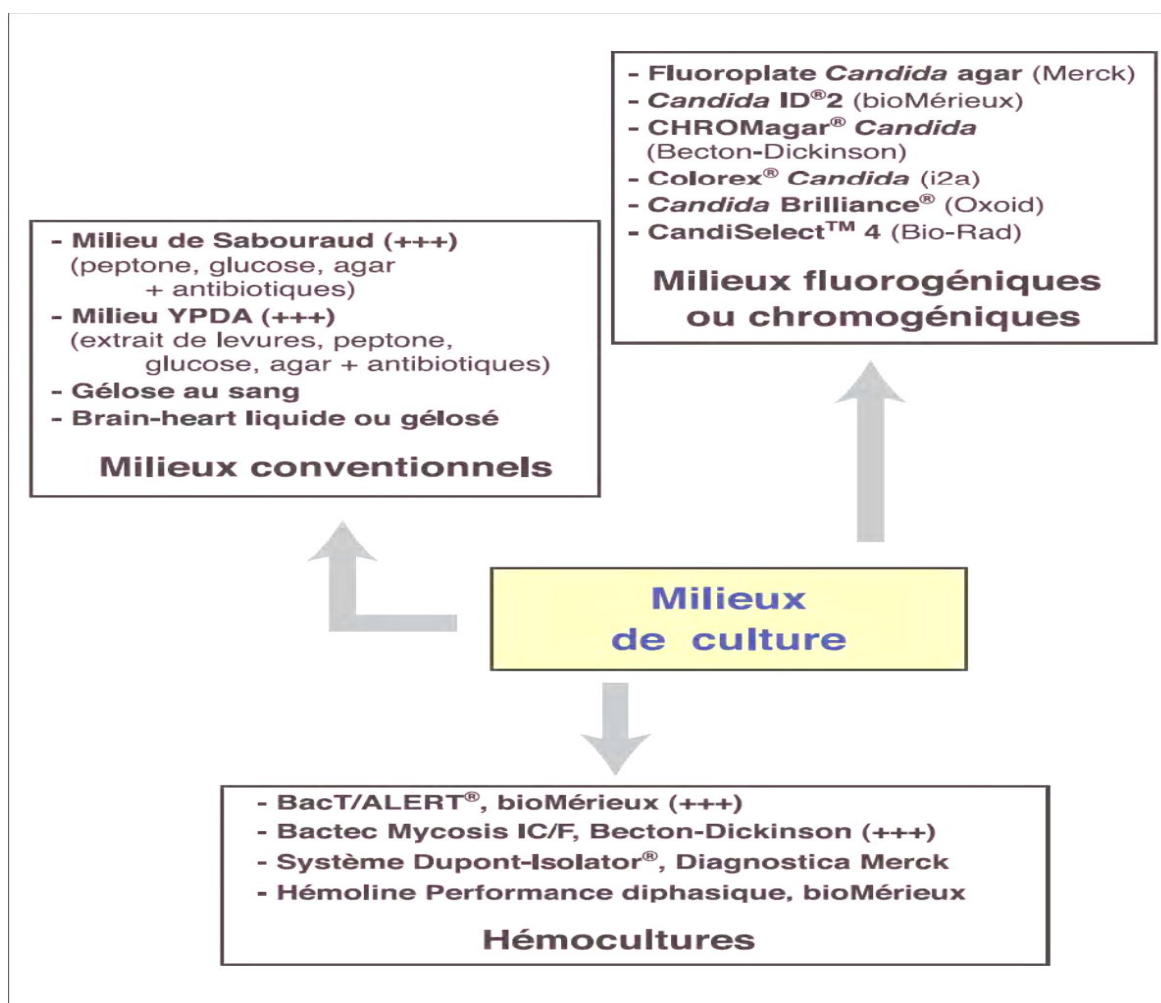 - Fluoroplate Candida agar (Merck)
- Candida ID®2 (bioMérieux)
- CHROMagar® Candida
(Becton-Dickinson)
- Colorex® Candida (i2a)
- Candida Brilliance® (Oxoid)
- CandiSelect™ 4 (Bio-Rad)
Milieux fluorogéniques
ou chromogéniques
- Milieu de Sabouraud (+++)
(peptone, glucose, agar
+ antibiotiques)
- Milieu YPDA (+++)
(extrait de levures, peptone,
glucose, agar + antibiotiques)
- Gélose au sang
- Brain-heart liquide ou gélosé
Milieux conventionnels
Milieux
de culture
- BacT/ALERT®, bioMérieux (+++)
- Bactec Mycosis IC/F, Becton-Dickinson (+++)
- Système Dupont-Isolator®, Diagnostica Merck
- Hémoline Performance diphasique, bioMérieux
Hémocultures